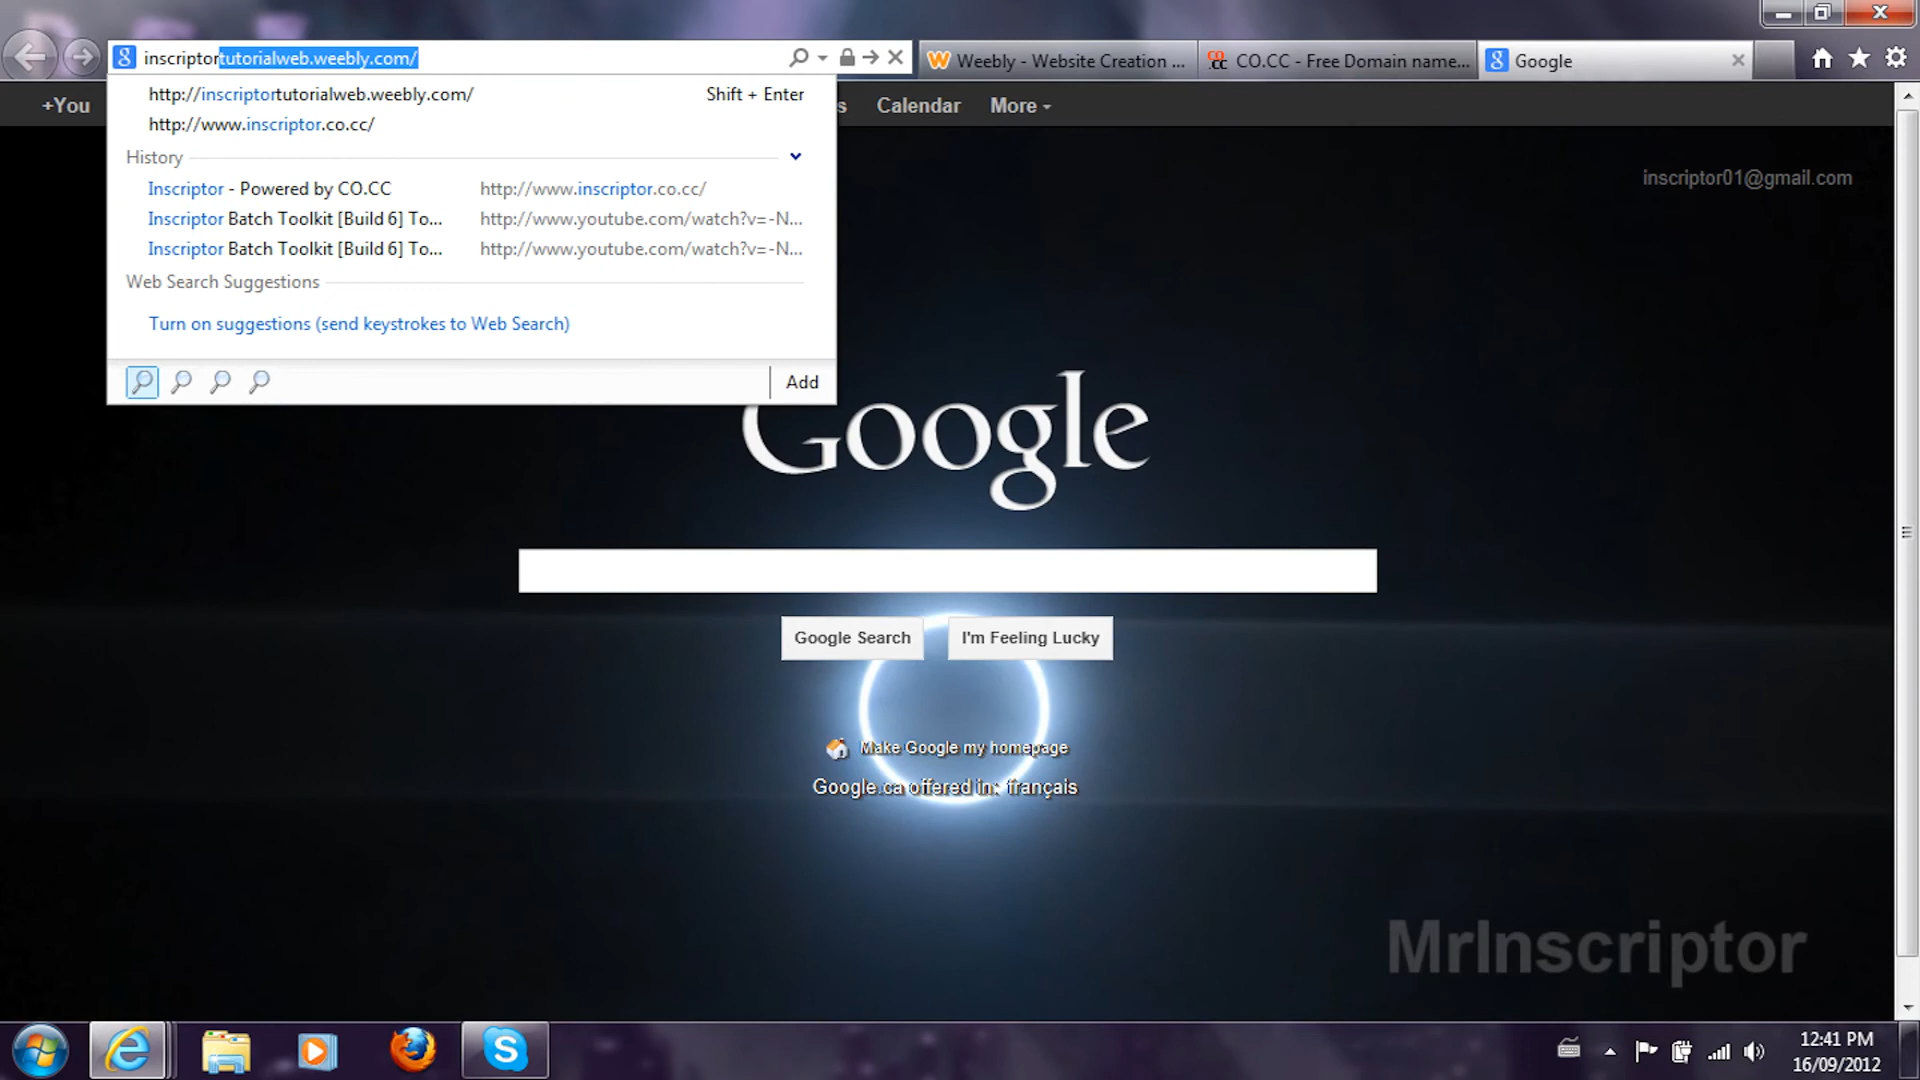 inscriptortutorialweb.weebly.com/
Weebly - Website Creation ...
CO.CC - Free Domain name...
Google
http://inscriptortutorialweb.weebly.com/ Shift + Enter
http://www.inscriptor.co.cc/
History
Inscriptor - Powered by CO.CC http://www.inscriptor.co.cc/
Inscriptor Batch Toolkit [Build 6] To... http://www.youtube.com/watch?v=-N...
Inscriptor Batch Toolkit [Build 6] To... http://www.youtube.com/watch?v=-N...
Web Search Suggestions
Turn on suggestions (send keystrokes to Web Search)
Add
+You Calendar More
inscriptor01@gmail.com
Google
Google Search I'm Feeling Lucky
Make Google my homepage
Google.ca offered in: français
MrInscriptor
12:41 PM
16/09/2012